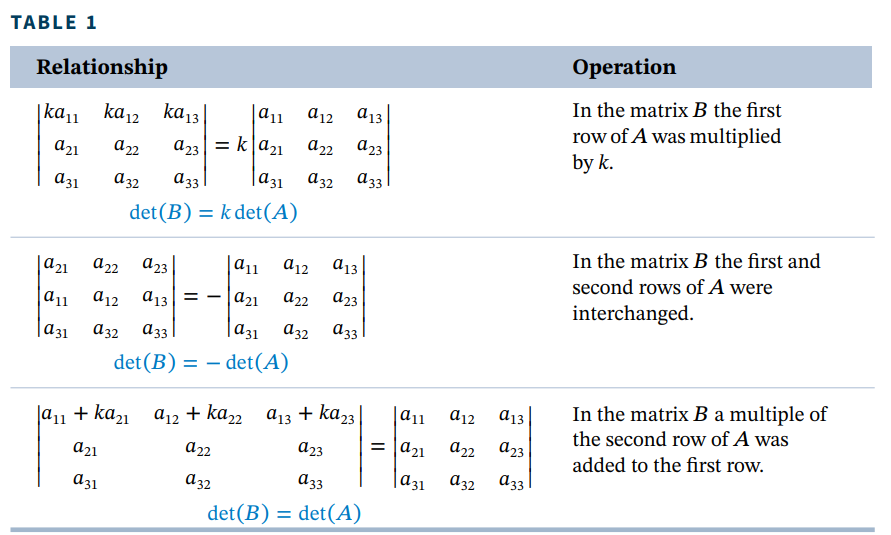 TABLE 1
Relationship Operation
|ka₁₁ ka₁₂ ka₁₃| |a₁₁ a₁₂ a₁₃|
|a₂₁ a₂₂ a₂₃| = k |a₂₁ a₂₂ a₂₃|
|a₃₁ a₃₂ a₃₃| |a₃₁ a₃₂ a₃₃|
det(B) = k det(A)
In the matrix B the first
row of A was multiplied
by k.
|a₂₁ a₂₂ a₂₃| |a₁₁ a₁₂ a₁₃|
|a₁₁ a₁₂ a₁₃| = − |a₂₁ a₂₂ a₂₃|
|a₃₁ a₃₂ a₃₃| |a₃₁ a₃₂ a₃₃|
det(B) = − det(A)
In the matrix B the first and
second rows of A were
interchanged.
|a₁₁ + ka₂₁ a₁₂ + ka₂₂ a₁₃ + ka₂₃| |a₁₁ a₁₂ a₁₃|
|a₂₁ a₂₂ a₂₃| = |a₂₁ a₂₂ a₂₃|
|a₃₁ a₃₂ a₃₃| |a₃₁ a₃₂ a₃₃|
det(B) = det(A)
In the matrix B a multiple of
the second row of A was
added to the first row.